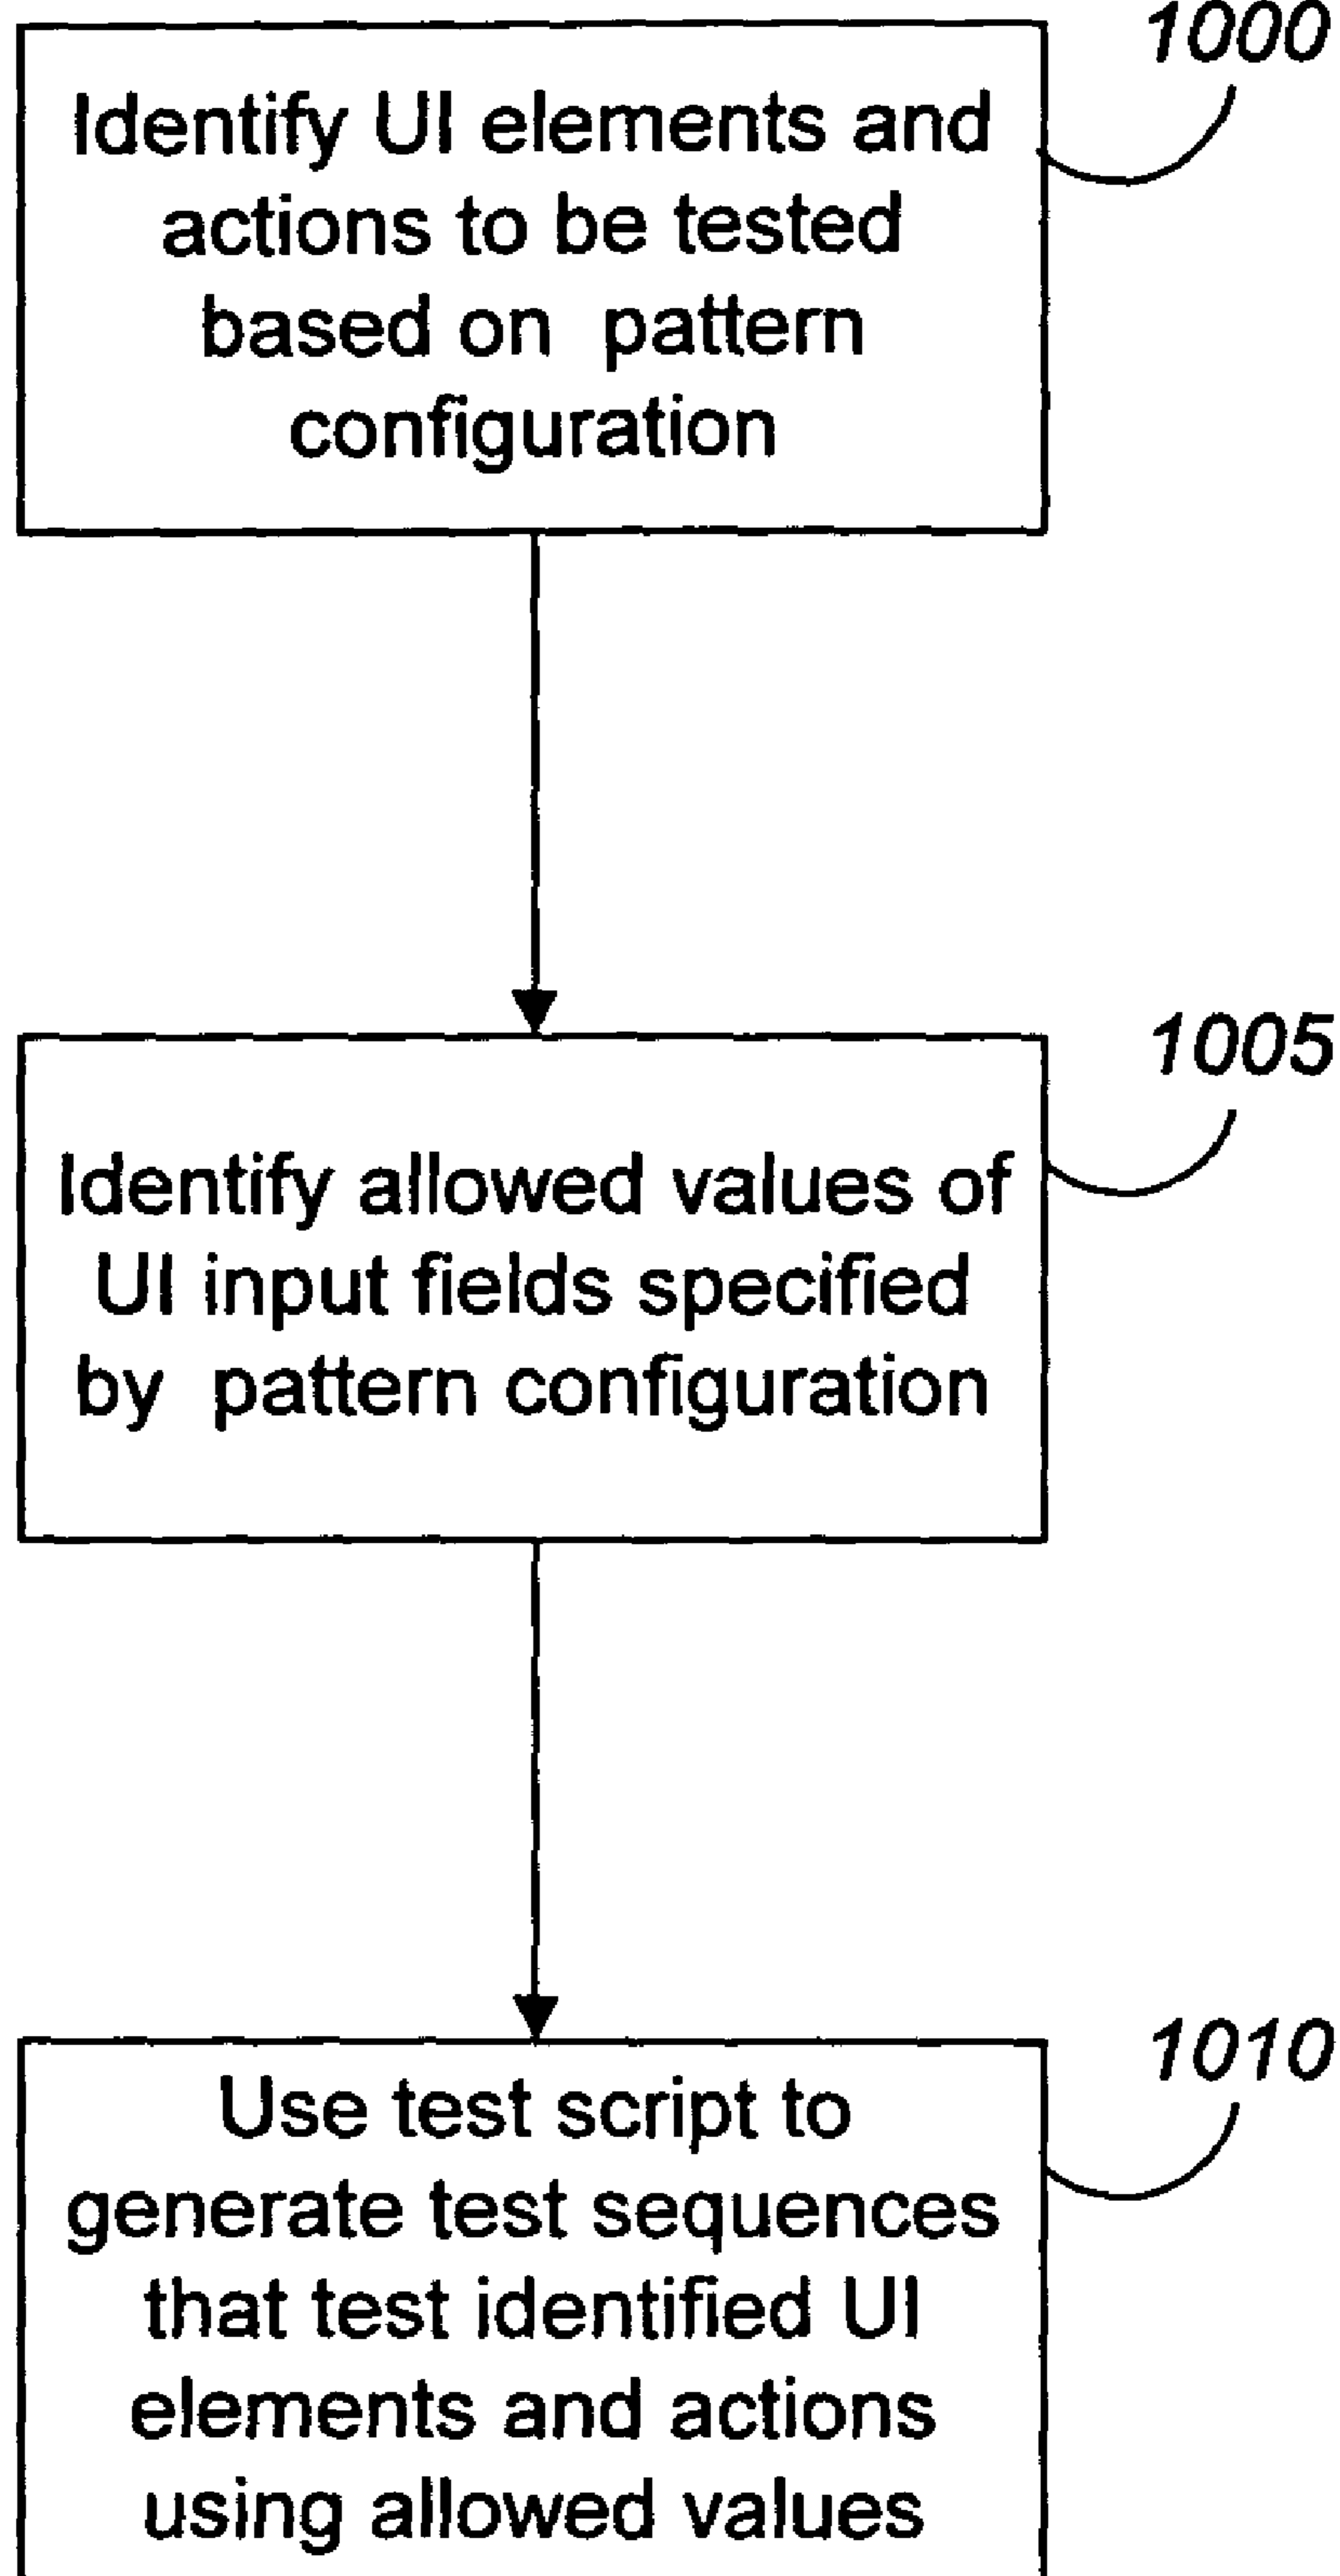 1000
Identify UI elements and
actions to be tested
based on pattern
configuration
1005
Identify allowed values of
UI input fields specified
by pattern configuration
1010
Use test script to
generate test sequences
that test identified UI
elements and actions
using allowed values